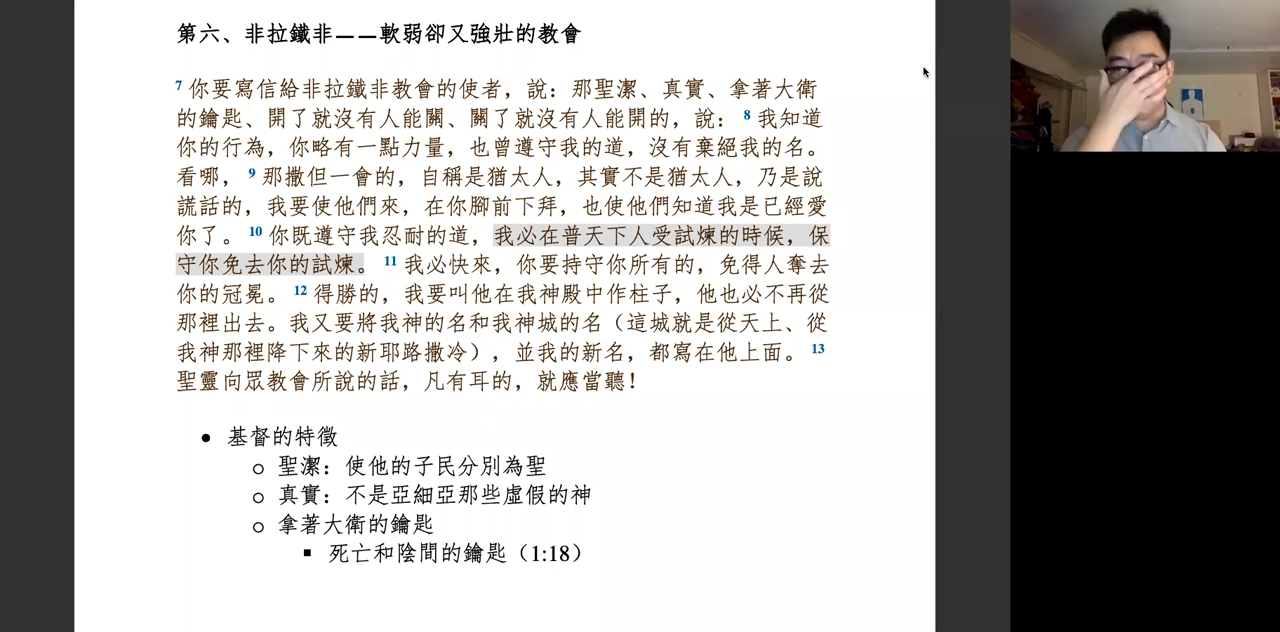 第六、非拉鐵非——軟弱卻又強壯的教會
7 你要寫信給非拉鐵非教會的使者，說：那聖潔、真實、拿著大衛
的鑰匙、開了就沒有人能關、關了就沒有人能開的，說： 8 我知道
你的行為，你略有一點力量，也曾遵守我的道，沒有棄絕我的名。
看哪， 9 那撒但一會的，自稱是猶太人，其實不是猶太人，乃是說
謊話的，我要使他們來，在你腳前下拜，也使他們知道我是已經愛
你了。 10 你既遵守我忍耐的道，我必在普天下人受試煉的時候，保
守你免去你的試煉。 11 我必快來，你要持守你所有的，免得人奪去
你的冠冕。 12 得勝的，我要叫他在我神殿中作柱子，他也必不再從
那裡出去。我又要將我神的名和我神城的名（這城就是從天上、從
我神那裡降下來的新耶路撒冷），並我的新名，都寫在他上面。 13
聖靈向眾教會所說的話，凡有耳的，就應當聽！
● 基督的特徵
○ 聖潔：使他的子民分別為聖
○ 真實：不是亞細亞那些虛假的神
○ 拿著大衛的鑰匙
■ 死亡和陰間的鑰匙（1:18）